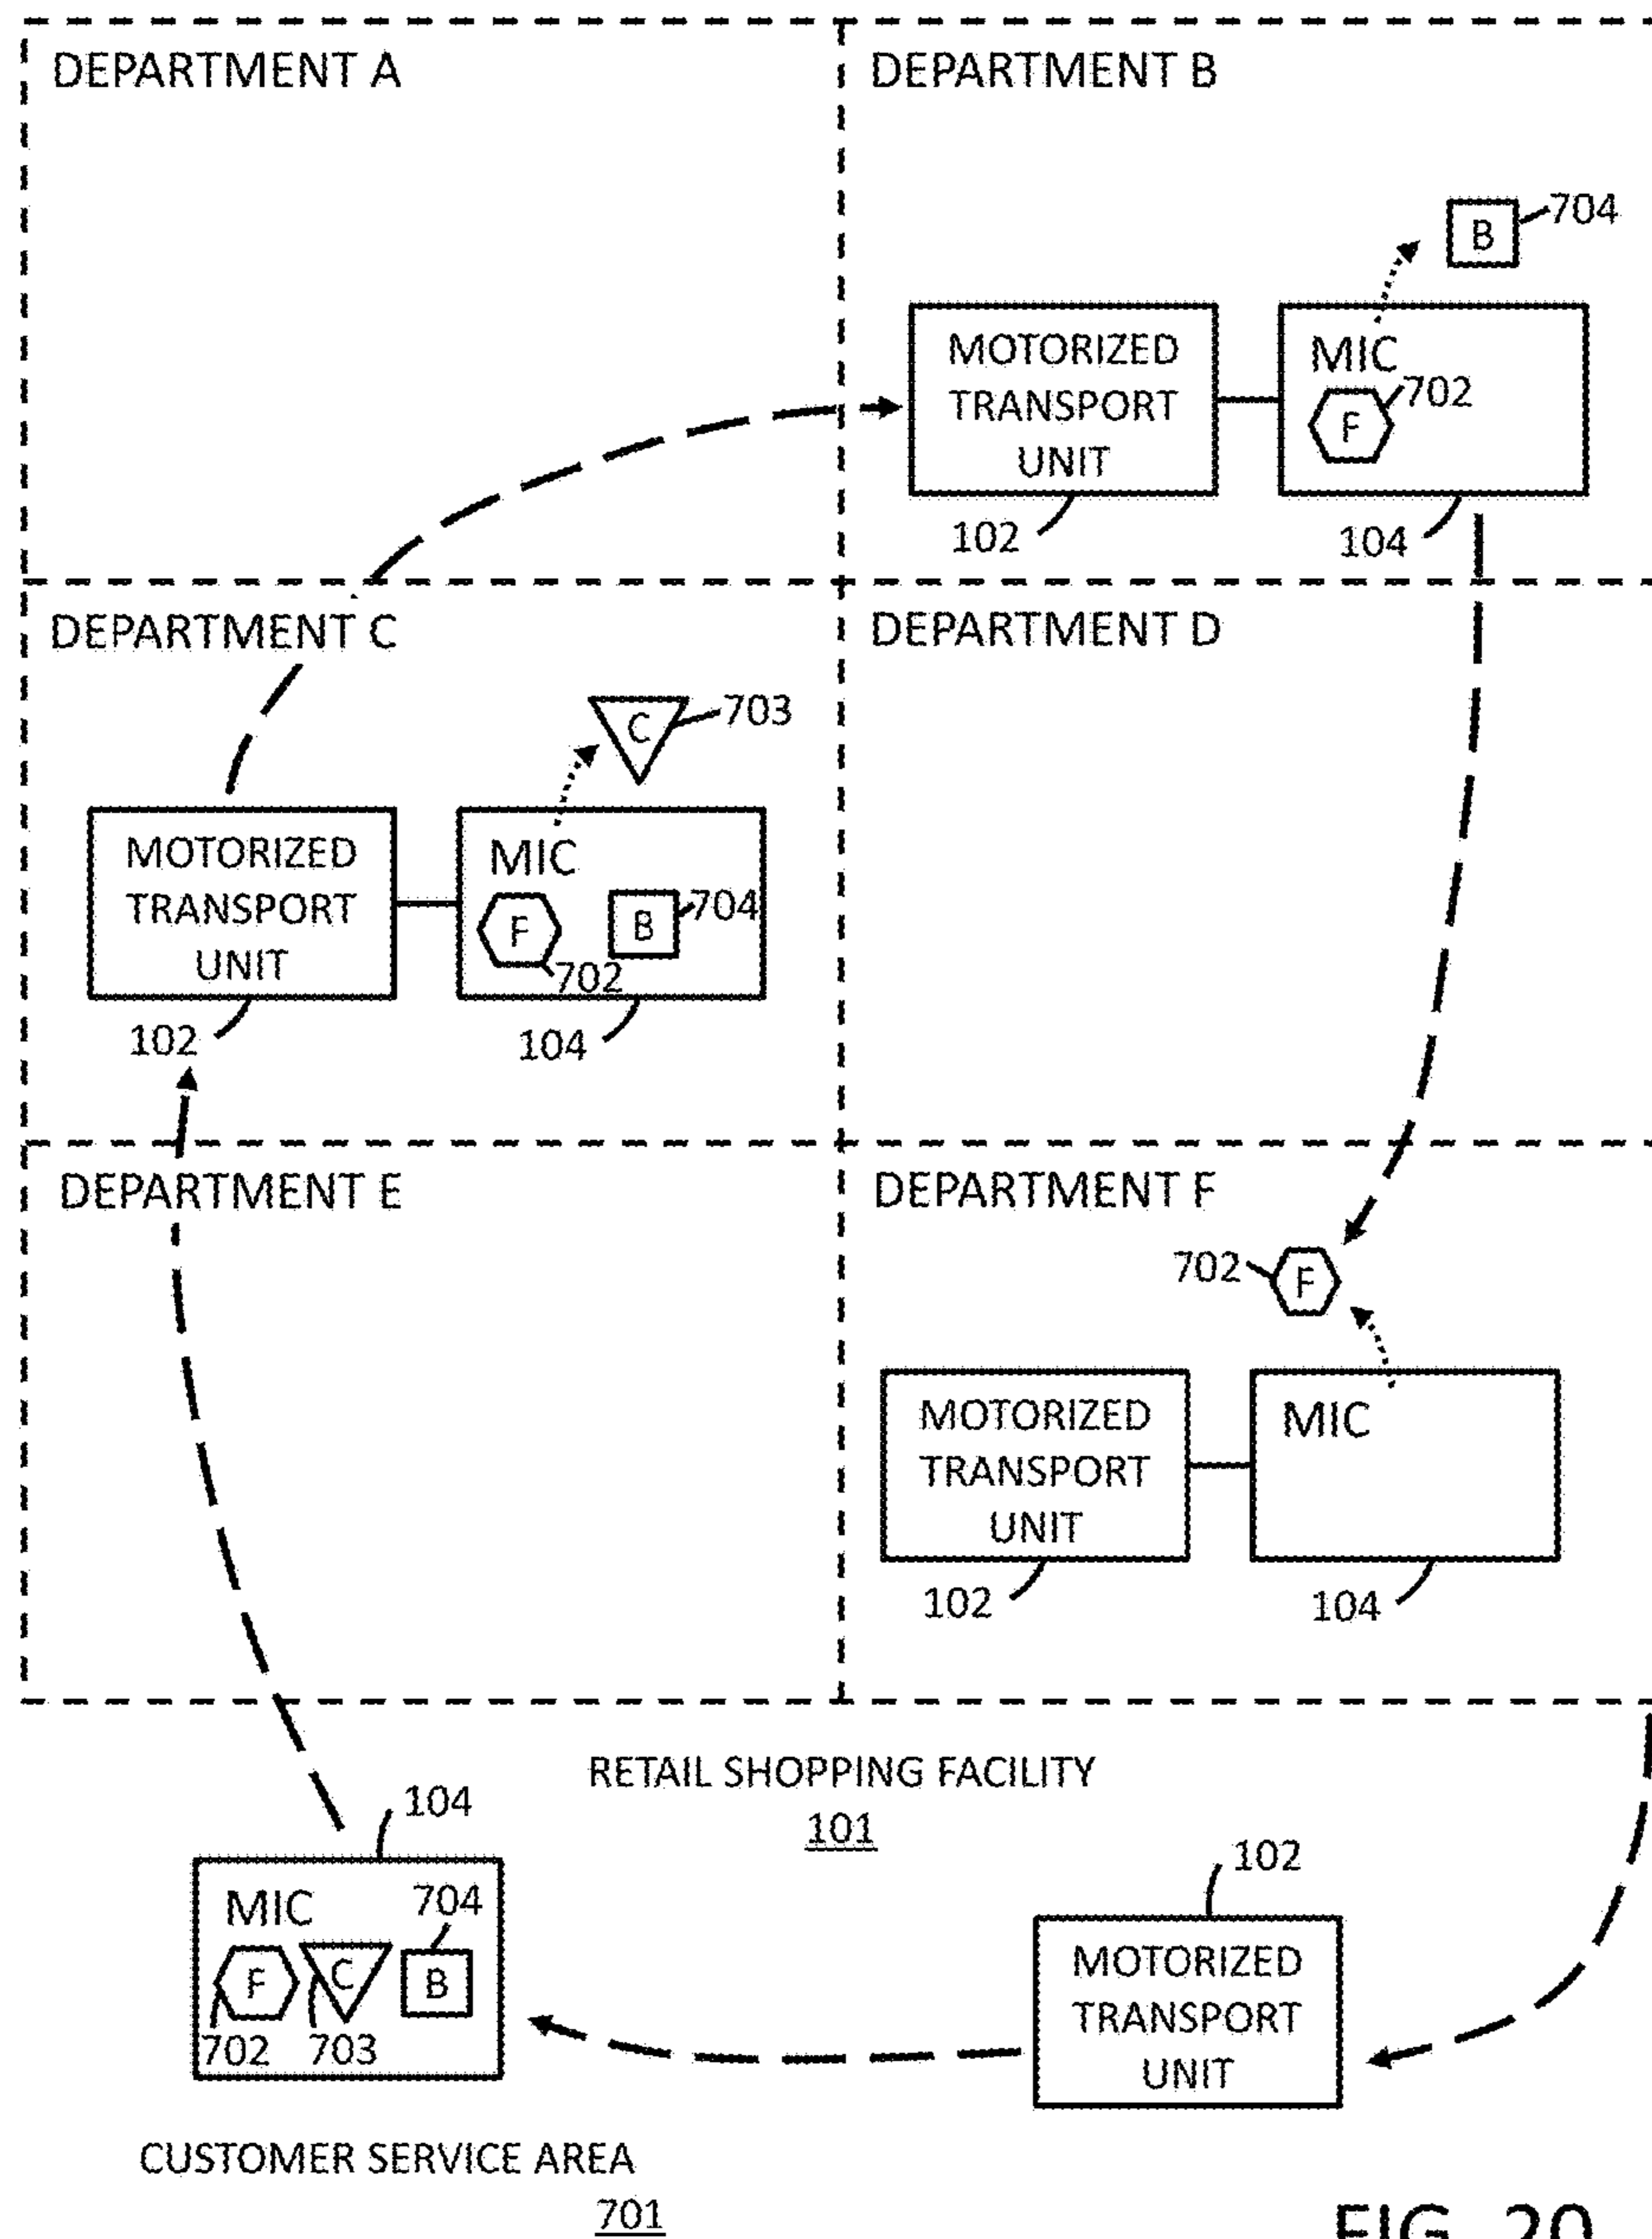 DEPARTMENT A
DEPARTMENT B
B
704
MOTORIZED
TRANSPORT
UNIT
MIC
702
F
102
104
DEPARTMENT C
DEPARTMENT D
C
703
MOTORIZED
TRANSPORT
UNIT
MIC
F
B
704
702
102
104
DEPARTMENT E
DEPARTMENT F
702
F
MOTORIZED
TRANSPORT
UNIT
MIC
102
104
RETAIL SHOPPING FACILITY
101
104
MIC
704
F
C
B
702
703
102
MOTORIZED
TRANSPORT
UNIT
CUSTOMER SERVICE AREA
701
FIG. 20